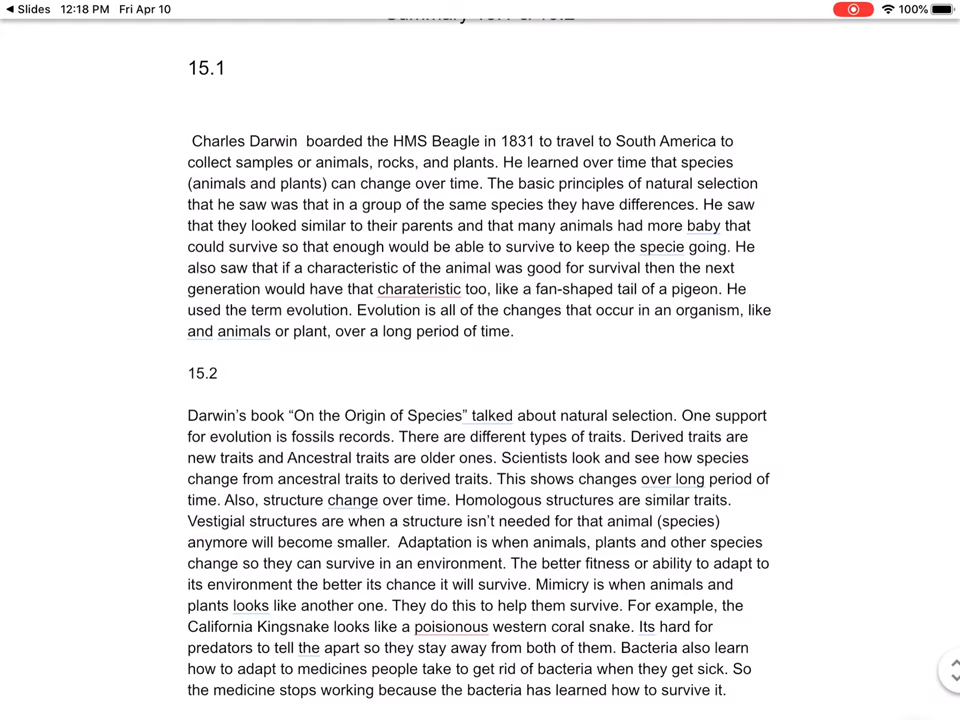 Slides 12:18 PM Fri Apr 10 100%
15.1
Charles Darwin  boarded the HMS Beagle in 1831 to travel to South America to
collect samples or animals, rocks, and plants. He learned over time that species
(animals and plants) can change over time. The basic principles of natural selection
that he saw was that in a group of the same species they have differences. He saw
that they looked similar to their parents and that many animals had more baby that
could survive so that enough would be able to survive to keep the specie going. He
also saw that if a characteristic of the animal was good for survival then the next
generation would have that charateristic too, like a fan-shaped tail of a pigeon. He
used the term evolution. Evolution is all of the changes that occur in an organism, like
and animals or plant, over a long period of time.
15.2
Darwin’s book “On the Origin of Species” talked about natural selection. One support
for evolution is fossils records. There are different types of traits. Derived traits are
new traits and Ancestral traits are older ones. Scientists look and see how species
change from ancestral traits to derived traits. This shows changes over long period of
time. Also, structure change over time. Homologous structures are similar traits.
Vestigial structures are when a structure isn’t needed for that animal (species)
anymore will become smaller.  Adaptation is when animals, plants and other species
change so they can survive in an environment. The better fitness or ability to adapt to
its environment the better its chance it will survive. Mimicry is when animals and
plants looks like another one. They do this to help them survive. For example, the
California Kingsnake looks like a poisionous western coral snake. Its hard for
predators to tell the apart so they stay away from both of them. Bacteria also learn
how to adapt to medicines people take to get rid of bacteria when they get sick. So
the medicine stops working because the bacteria has learned how to survive it.